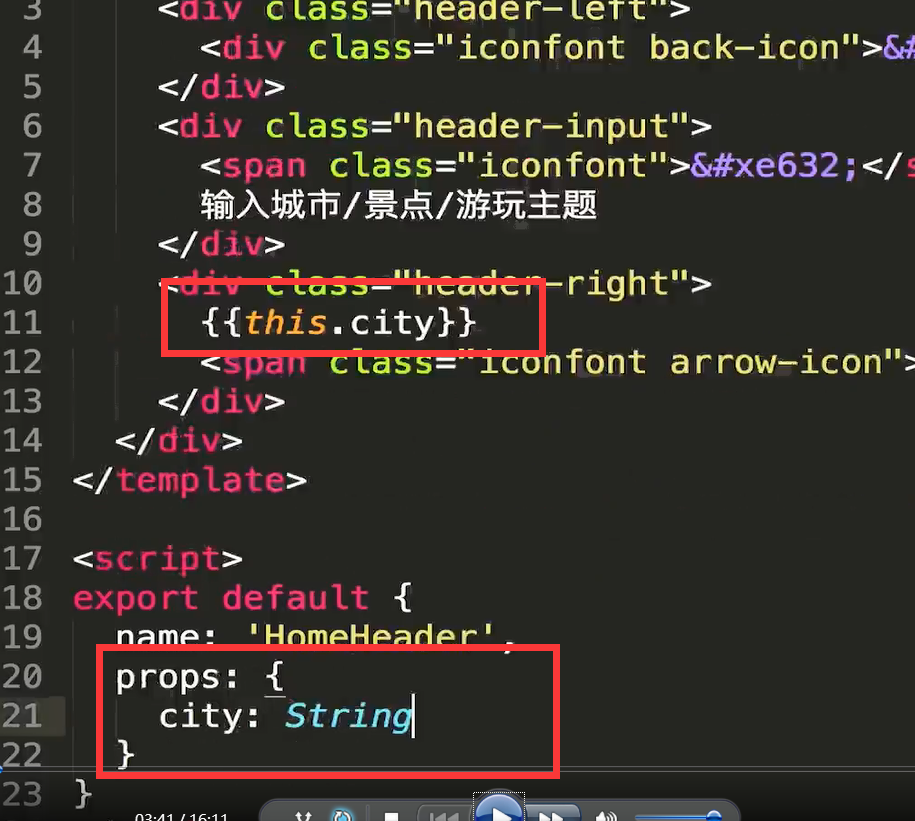 3 <div class="header-left">
4 <div class="iconfont back-icon">&#
5 </div>
6 <div class="header-input">
7 <span class="iconfont">&#xe632;</s
8 输入城市/景点/游玩主题
9 </div>
10 <div class="header-right">
11 {{this.city}}
12 <span class="iconfont arrow-icon">
13 </div>
14 </div>
15 </template>
16
17 <script>
18 export default {
19 name: 'HomeHeader',
20 props: {
21 city: String
22 }
23 }
03:41 / 16:11